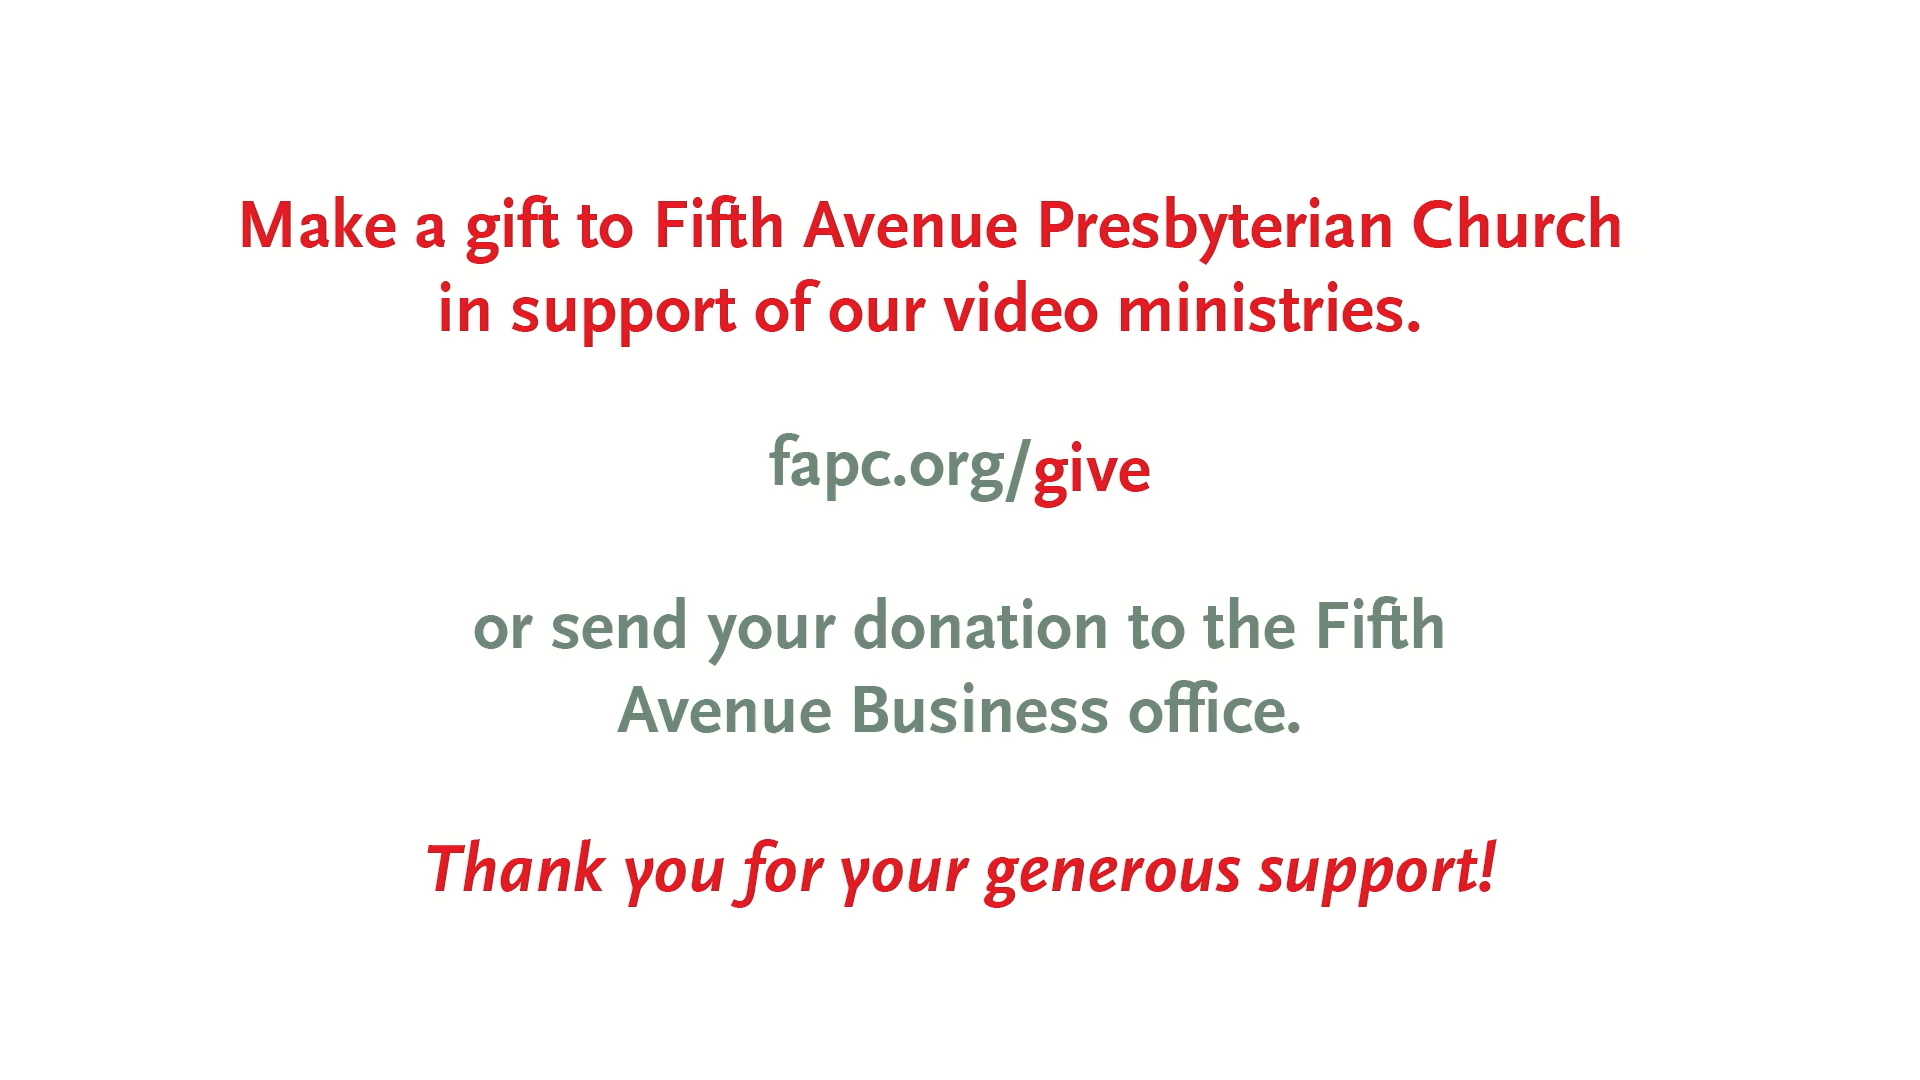 Make a gift to Fifth Avenue Presbyterian Church
in support of our video ministries.
fapc.org/give
or send your donation to the Fifth
Avenue Business office.
Thank you for your generous support!